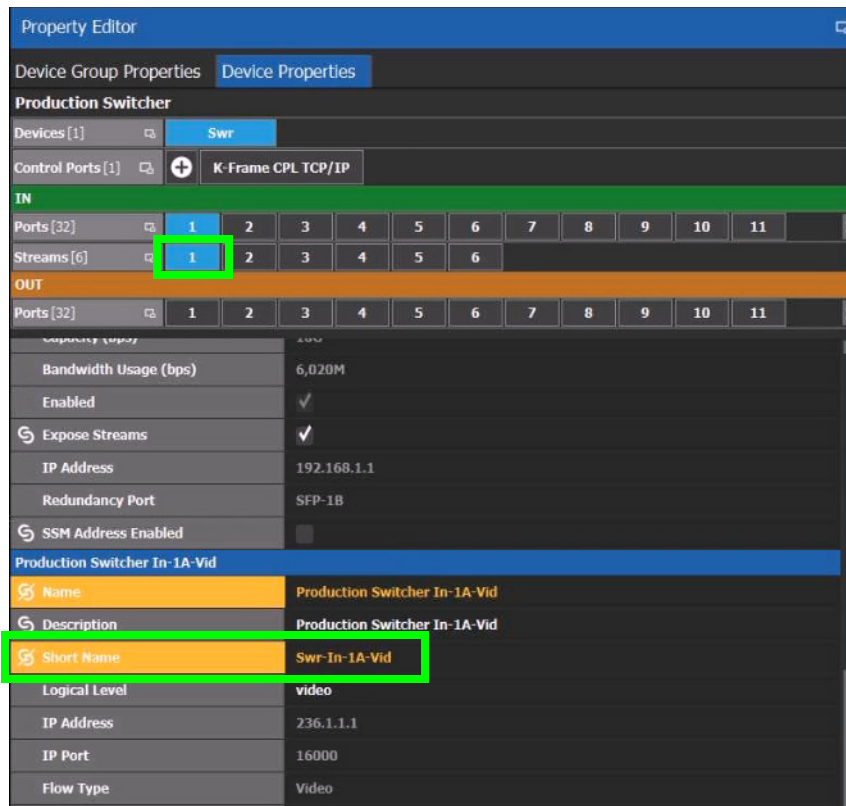 Property Editor
Device Group Properties Device Properties
Production Switcher
Devices [1] Swr
Control Ports [1] K-Frame CPL TCP/IP
IN
Ports [32] 1 2 3 4 5 6 7 8 9 10 11
Streams [6] 1 2 3 4 5 6
OUT
Ports [32] 1 2 3 4 5 6 7 8 9 10 11
Capacity (bps)
Bandwidth Usage (bps) 6,020M
Enabled
Expose Streams
IP Address 192.168.1.1
Redundancy Port SFP-1B
SSM Address Enabled
Production Switcher In-1A-Vid
Name Production Switcher In-1A-Vid
Description Production Switcher In-1A-Vid
Short Name Swr-In-1A-Vid
Logical Level video
IP Address 236.1.1.1
IP Port 16000
Flow Type Video